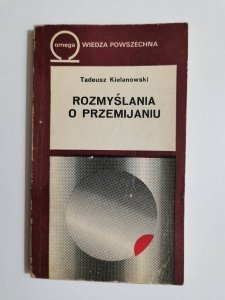 omega
WIEDZA POWSZECHNA
Tadeusz Kielanowski
ROZMYŚLANIA
O PRZEMIJANIU